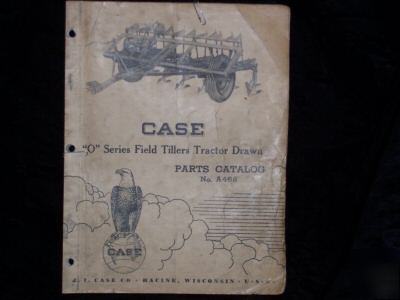 CASE
"O" Series Field Tillers Tractor Drawn
PARTS CATALOG
No. A468
CASE
J. I. CASE CO · RACINE, WISCONSIN · U·S·A